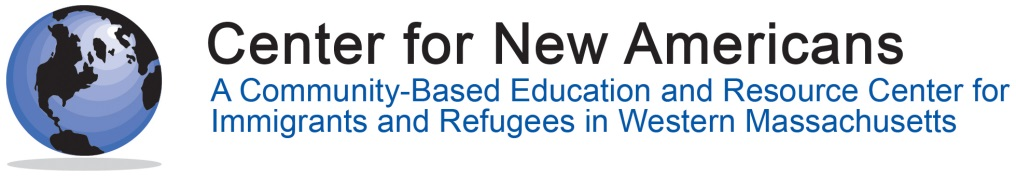 Center for New Americans
A Community-Based Education and Resource Center for
Immigrants and Refugees in Western Massachusetts